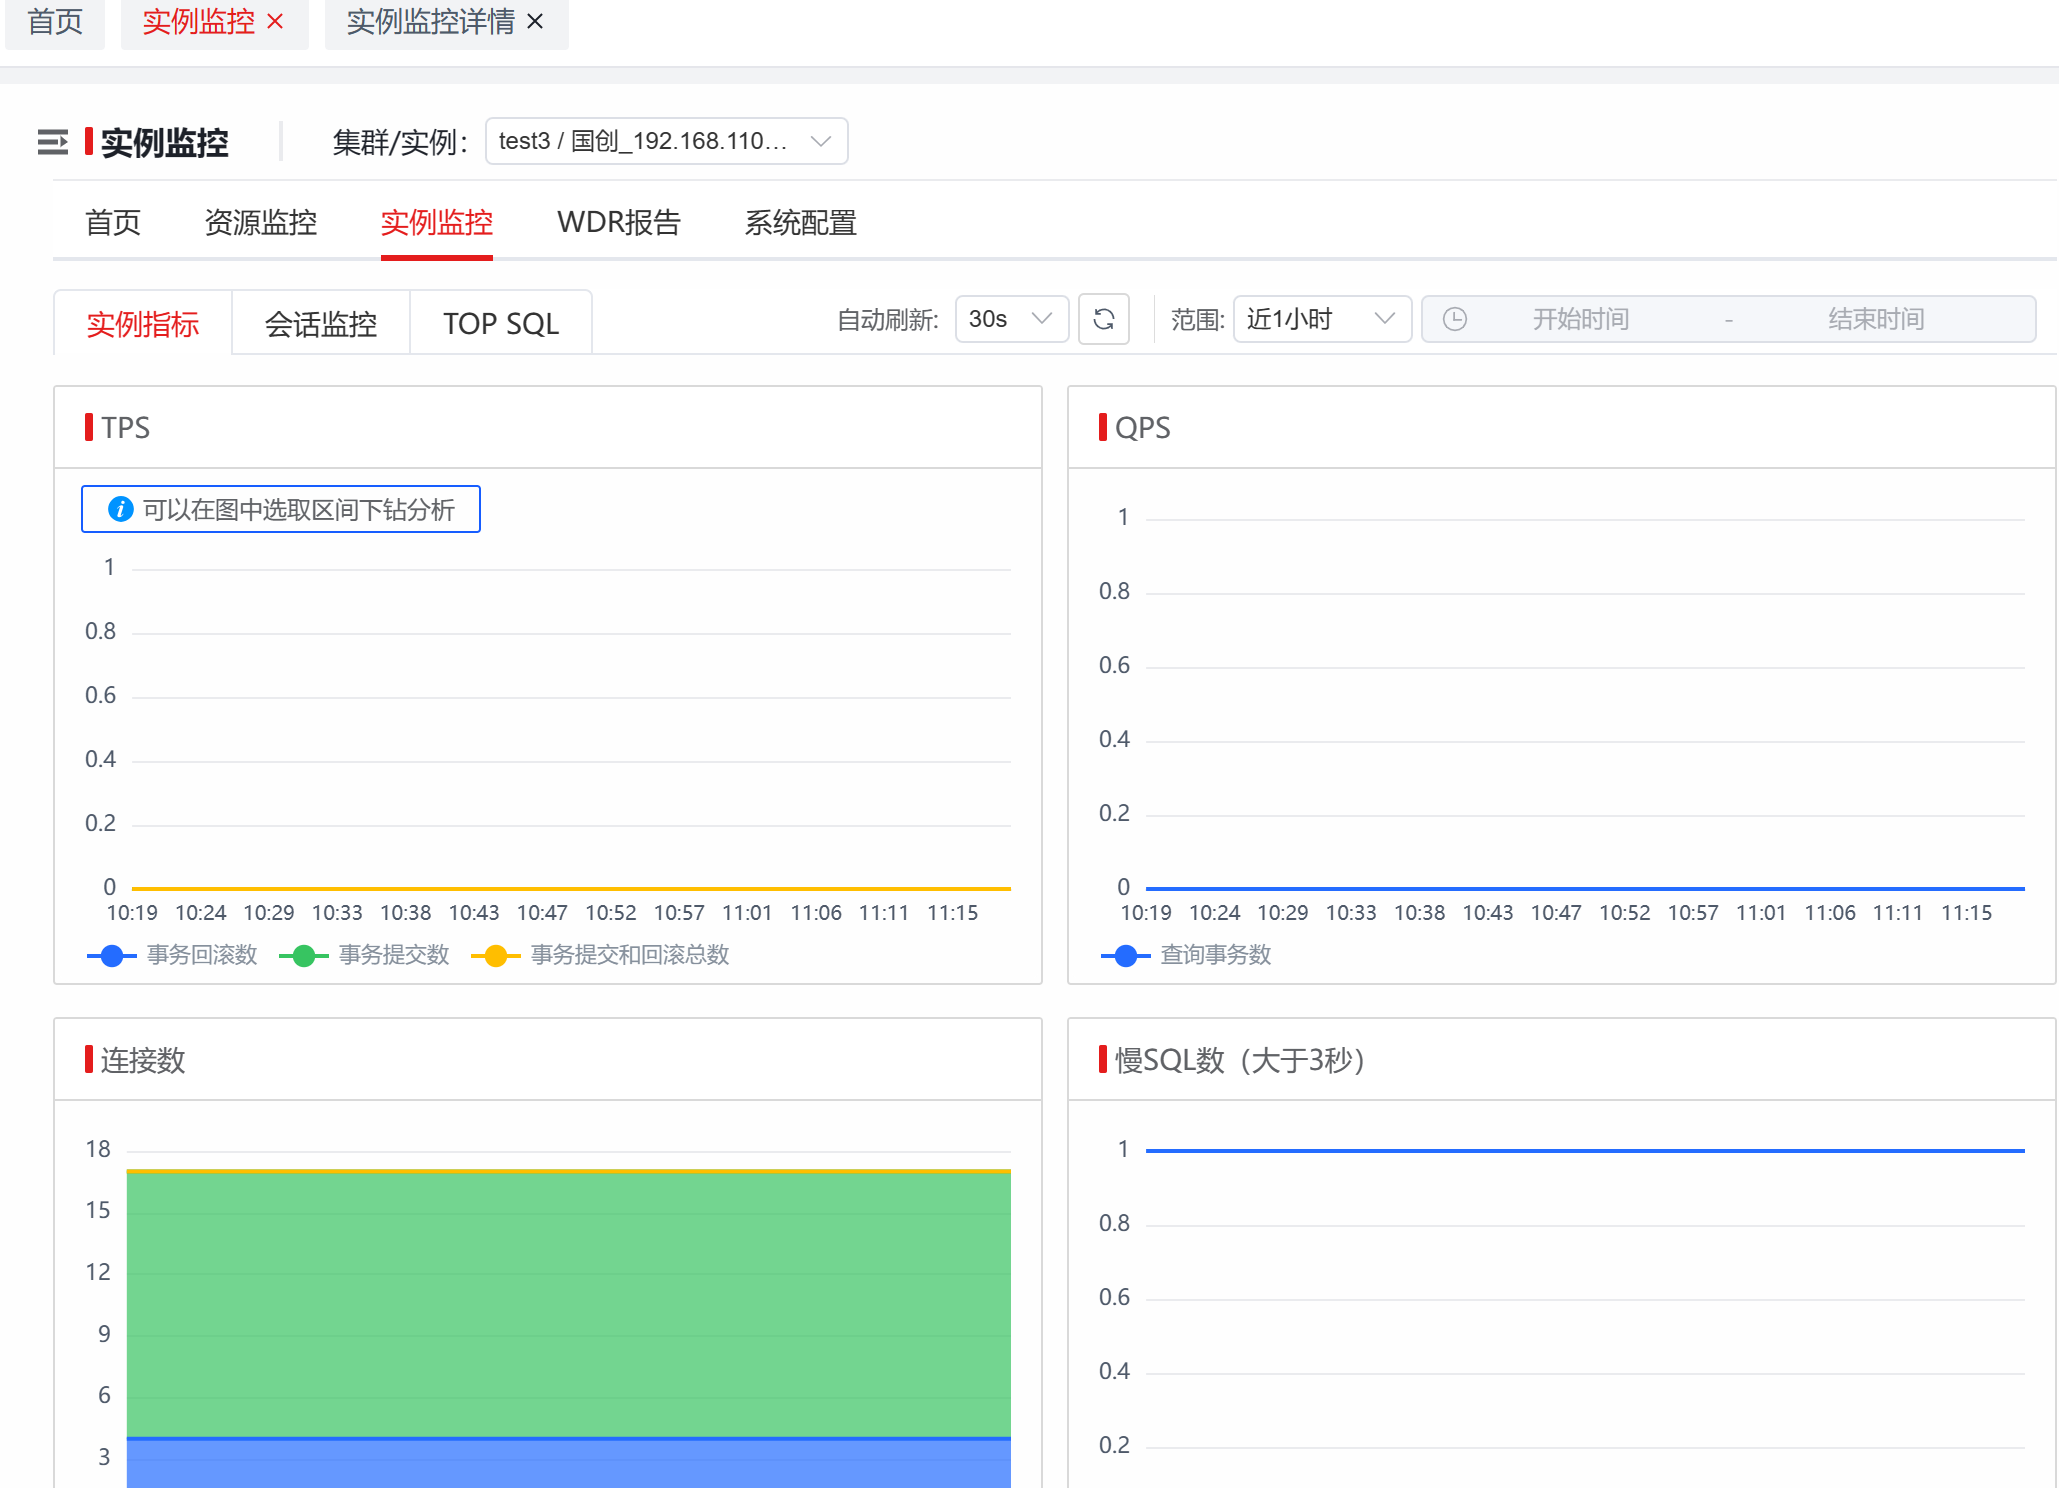 首页 实例监控 × 实例监控详情 ×
实例监控 集群/实例： test3 / 国创_192.168.110...
首页 资源监控 实例监控 WDR报告 系统配置
实例指标 会话监控 TOP SQL 自动刷新: 30s 范围: 近1小时 开始时间 - 结束时间
TPS
可以在图中选取区间下钻分析
1
0.8
0.6
0.4
0.2
0
10:19 10:24 10:29 10:33 10:38 10:43 10:47 10:52 10:57 11:01 11:06 11:11 11:15
事务回滚数 事务提交数 事务提交和回滚总数
QPS
1
0.8
0.6
0.4
0.2
0
10:19 10:24 10:29 10:33 10:38 10:43 10:47 10:52 10:57 11:01 11:06 11:11 11:15
查询事务数
连接数
18
15
12
9
6
3
慢SQL数（大于3秒）
1
0.8
0.6
0.4
0.2